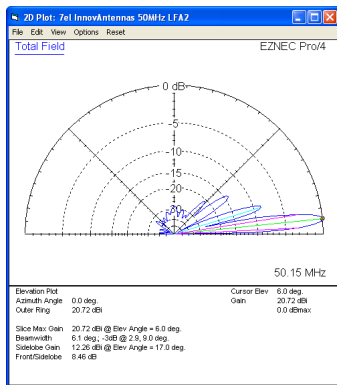 2D Plot: 7el InnovAntennas 50MHz LFA2
File Edit View Options Reset
Total Field
EZNEC Pro/4
0 dB
-5
-10
-15
-20
-30
50.15 MHz
Elevation Plot
Cursor Elev 6.0 deg.
Azimuth Angle 0.0 deg.
Gain 20.72 dBi
Outer Ring 20.72 dBi
0.0 dBmax
Slice Max Gain 20.72 dBi @ Elev Angle = 6.0 deg.
Beamwidth 6.1 deg.; -3dB @ 2.9, 9.0 deg.
Sidelobe Gain 12.26 dBi @ Elev Angle = 17.0 deg.
Front/Sidelobe 8.46 dB